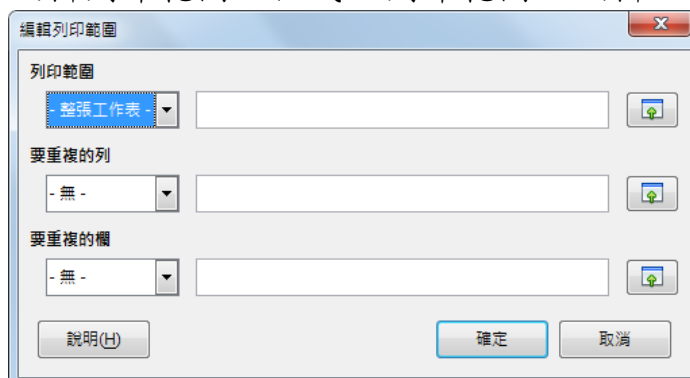 編輯列印範圍
列印範圍
- 整張工作表 -
要重複的列
- 無 -
要重複的欄
- 無 -
說明(H)
確定
取消